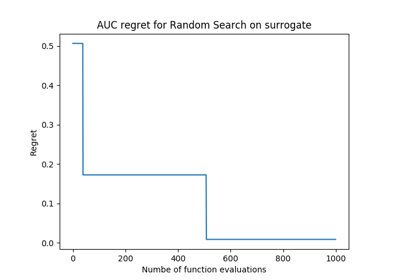 AUC regret for Random Search on surrogate
0.5
0.4
0.3
0.2
0.1
0.0
Regret
0 200 400 600 800 1000
Numbe of function evaluations